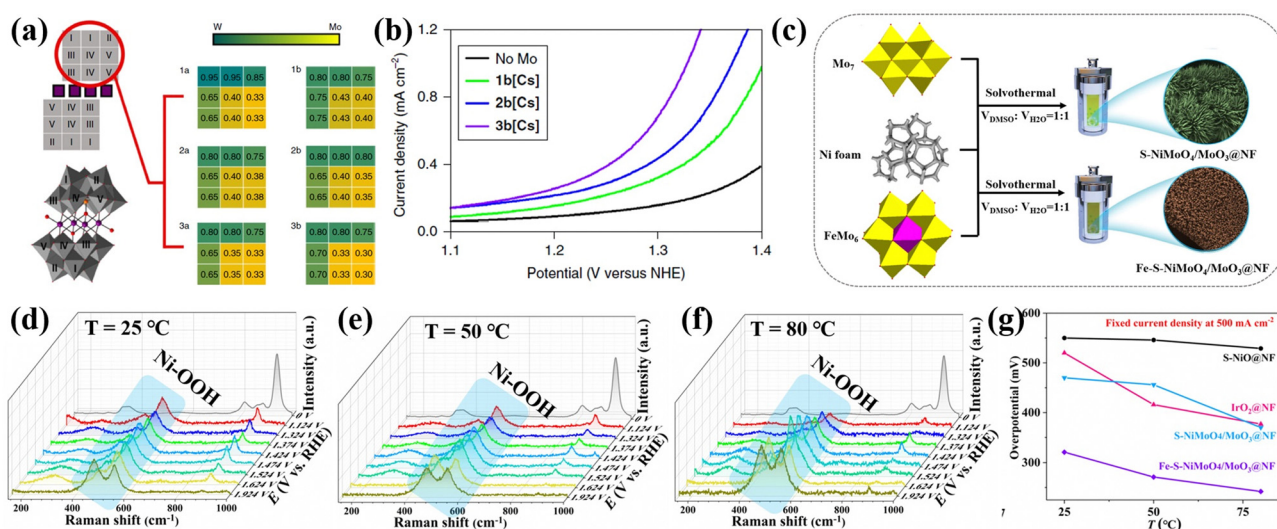 (a)
I I II
III IV V
III IV V
V IV III
V IV III
II I I
I II
III IV V
V IV III
II I
W Mo
1a
0.95 0.95 0.85
0.65 0.40 0.33
0.65 0.40 0.33
1b
0.80 0.80 0.75
0.75 0.43 0.40
0.75 0.43 0.40
2a
0.80 0.80 0.75
0.65 0.40 0.38
0.65 0.40 0.38
2b
0.80 0.80 0.80
0.65 0.40 0.35
0.65 0.40 0.35
3a
0.80 0.80 0.75
0.65 0.35 0.33
0.65 0.35 0.33
3b
0.80 0.80 0.75
0.70 0.33 0.30
0.70 0.33 0.30
(b)
Current density (mA cm⁻²)
1.2
0.8
0.4
0.0
No Mo
1b[Cs]
2b[Cs]
3b[Cs]
1.1 1.2 1.3 1.4
Potential (V versus NHE)
(c)
Mo₇
Ni foam
FeMo₆
Solvothermal
V_DMSO: V_H2O=1:1
S-NiMoO₄/MoO₃@NF
Solvothermal
V_DMSO: V_H2O=1:1
Fe-S-NiMoO₄/MoO₃@NF
(d)
T = 25 °C
Ni-OOH
Intensity (a.u.)
0 V
1.124 V
1.324 V
1.374 V
1.424 V
1.474 V
1.524 V
1.624 V
1.924 V
E (V vs. RHE)
200 400 600 800 1000
Raman shift (cm⁻¹)
(e)
T = 50 °C
Ni-OOH
Intensity (a.u.)
0 V
1.124 V
1.324 V
1.374 V
1.424 V
1.474 V
1.524 V
1.624 V
1.924 V
E (V vs. RHE)
200 400 600 800 1000
Raman shift (cm⁻¹)
(f)
T = 80 °C
Ni-OOH
Intensity (a.u.)
0 V
1.124 V
1.324 V
1.374 V
1.424 V
1.474 V
1.524 V
1.624 V
1.924 V
E (V vs. RHE)
200 400 600 800 1000
Raman shift (cm⁻¹)
(g)
Overpotential (mV)
600
550
500
450
400
350
300
250
Fixed current density at 500 mA cm⁻²
S-NiO@NF
IrO₂@NF
S-NiMoO4/MoO₃@NF
Fe-S-NiMoO4/MoO₃@NF
25 50 75
T (°C)